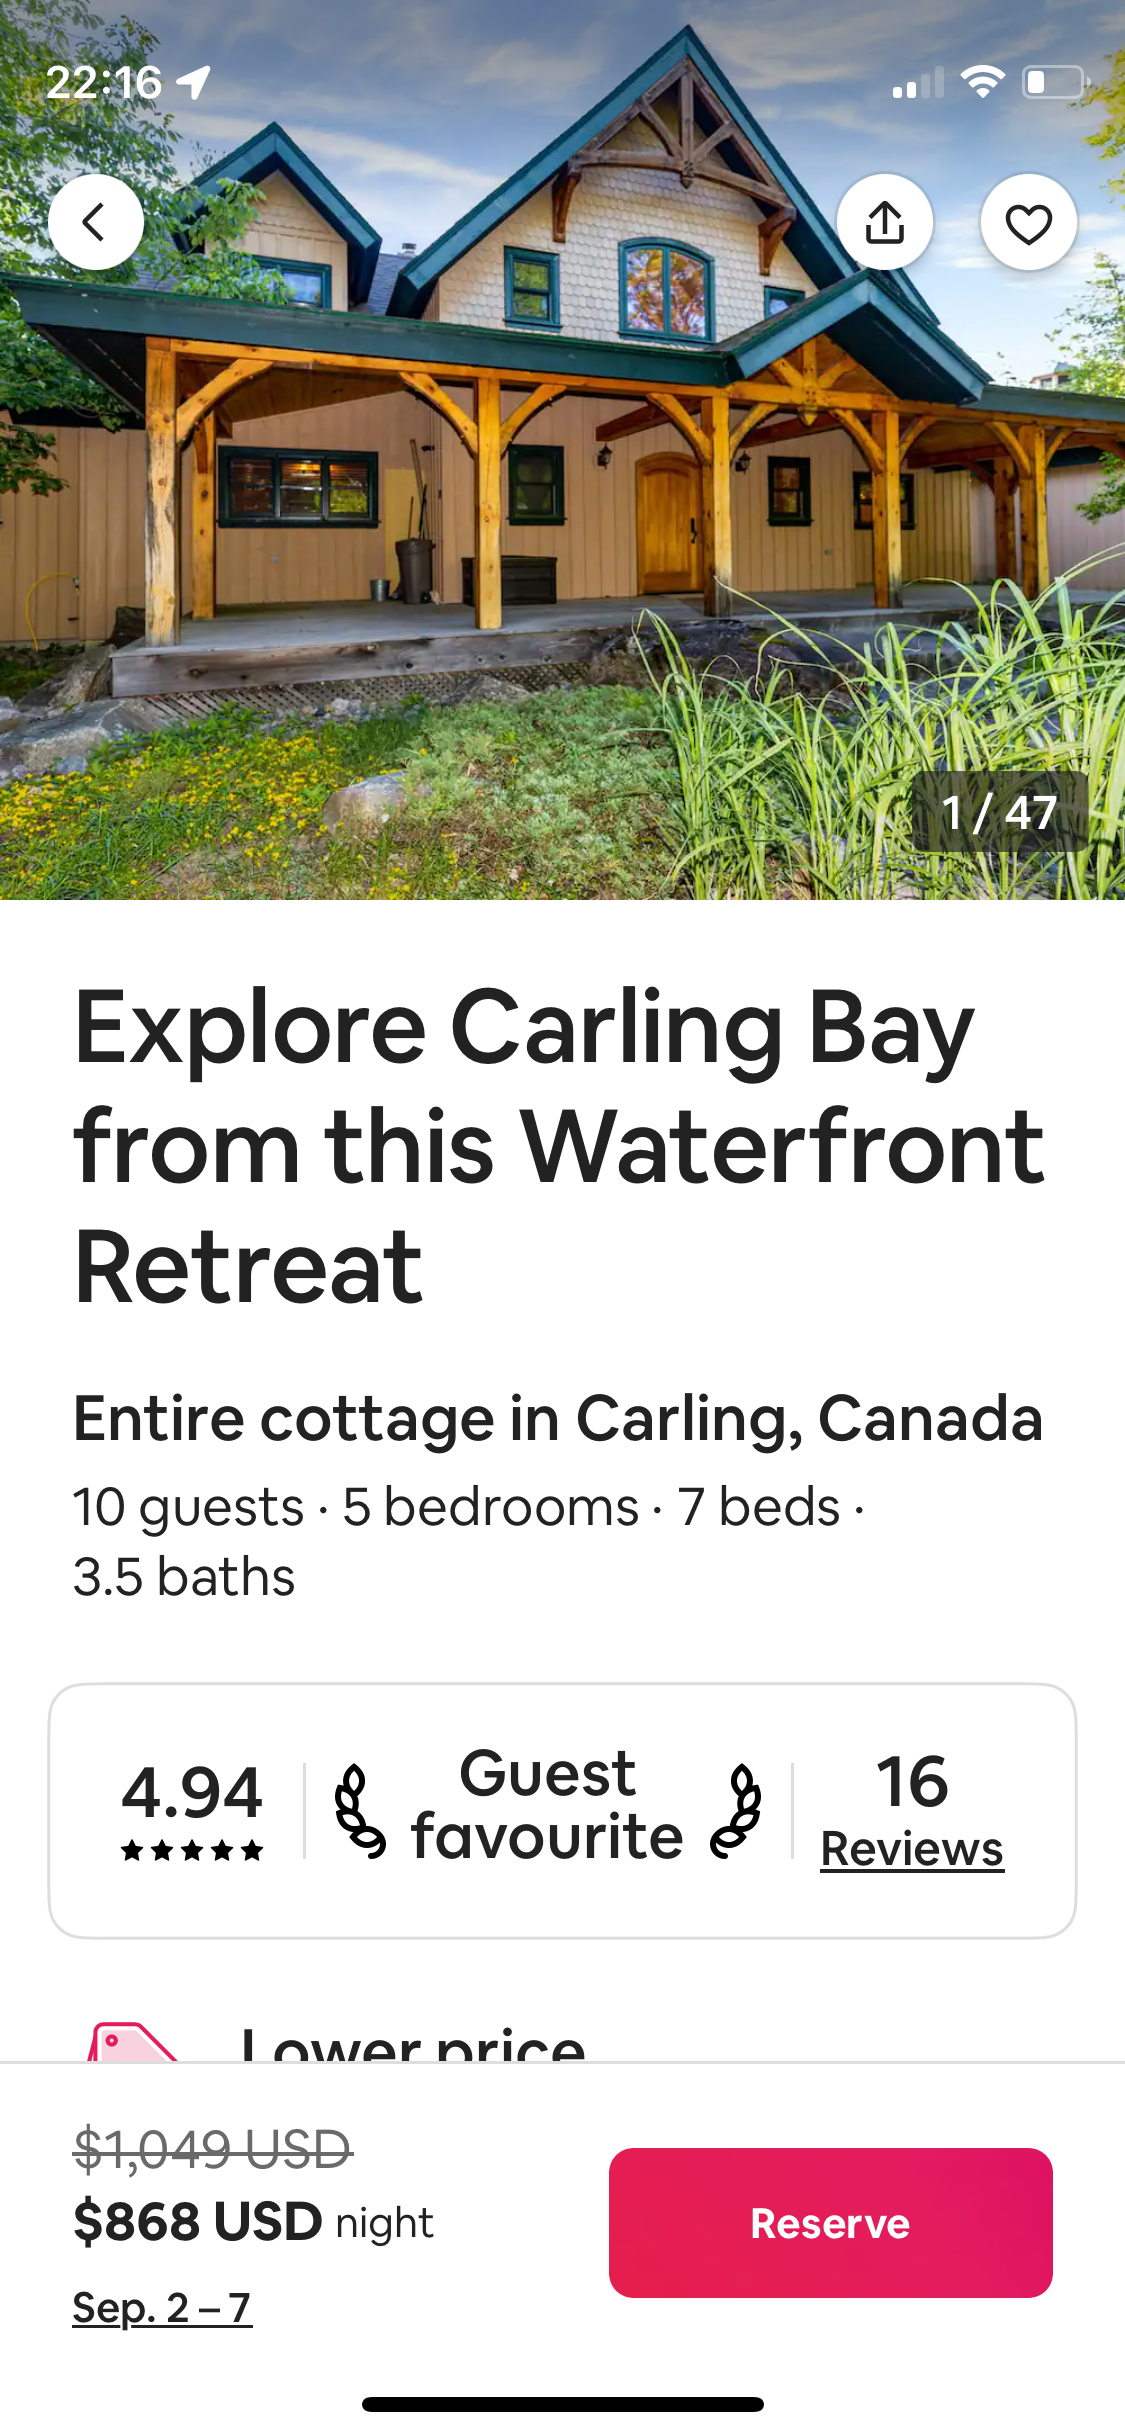 22:16
1 / 47
Explore Carling Bay
from this Waterfront
Retreat
Entire cottage in Carling, Canada
10 guests · 5 bedrooms · 7 beds ·
3.5 baths
4.94
Guest
favourite
16
Reviews
Lower price
$1,049 USD
$868 USD night
Sep. 2 – 7
Reserve